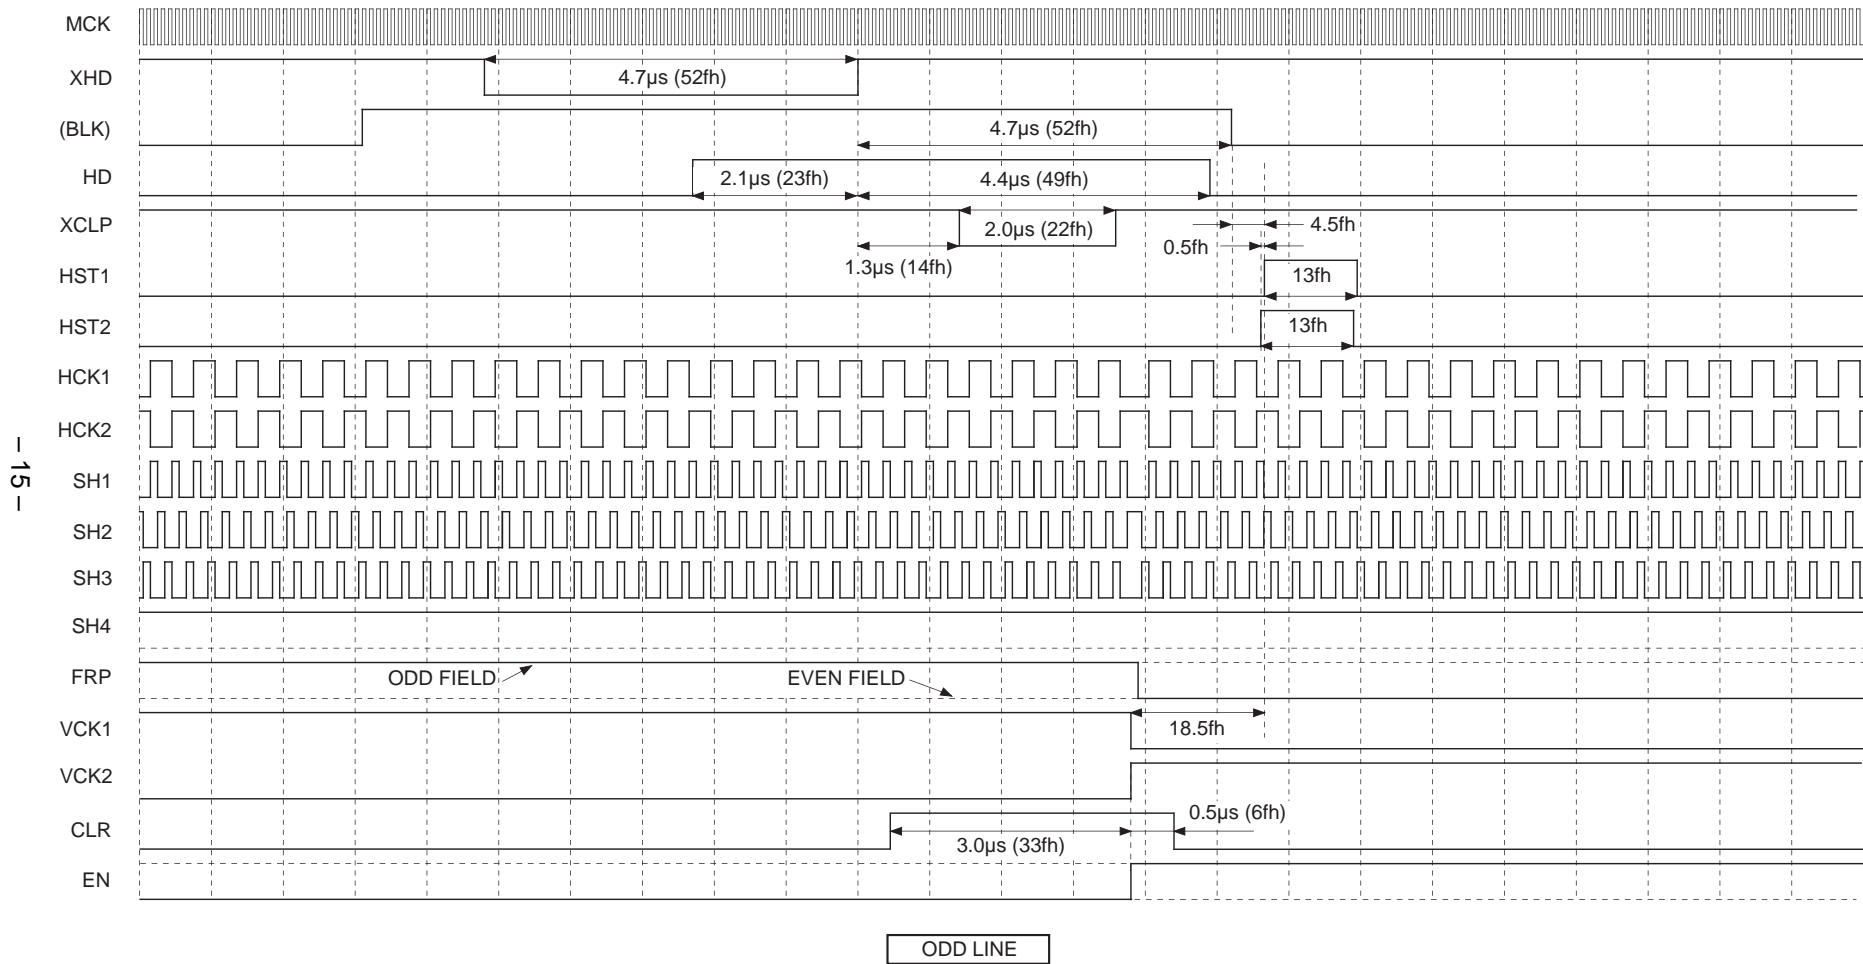 MCK
XHD
4.7µs (52fh)
(BLK)
4.7µs (52fh)
HD
2.1µs (23fh)
4.4µs (49fh)
XCLP
2.0µs (22fh)
4.5fh
0.5fh
1.3µs (14fh)
HST1
13fh
HST2
13fh
HCK1
HCK2
SH1
SH2
SH3
SH4
FRP
ODD FIELD
EVEN FIELD
VCK1
18.5fh
VCK2
CLR
0.5µs (6fh)
3.0µs (33fh)
EN
ODD LINE
– 15 –